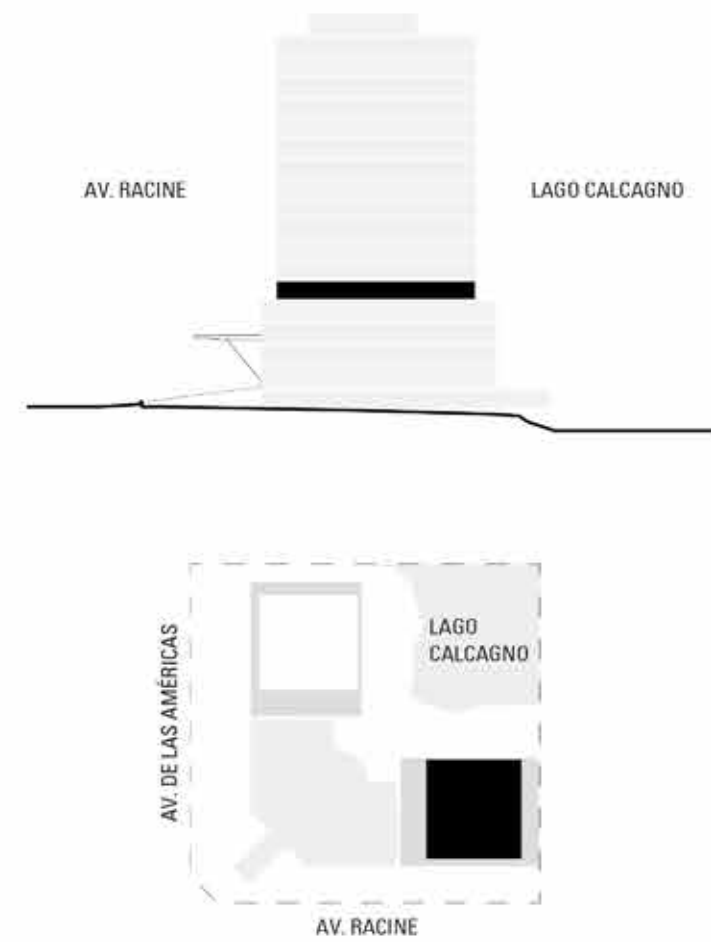 AV. RACINE
LAGO CALCAGNO
AV. DE LAS AMÉRICAS
LAGO
CALCAGNO
AV. RACINE